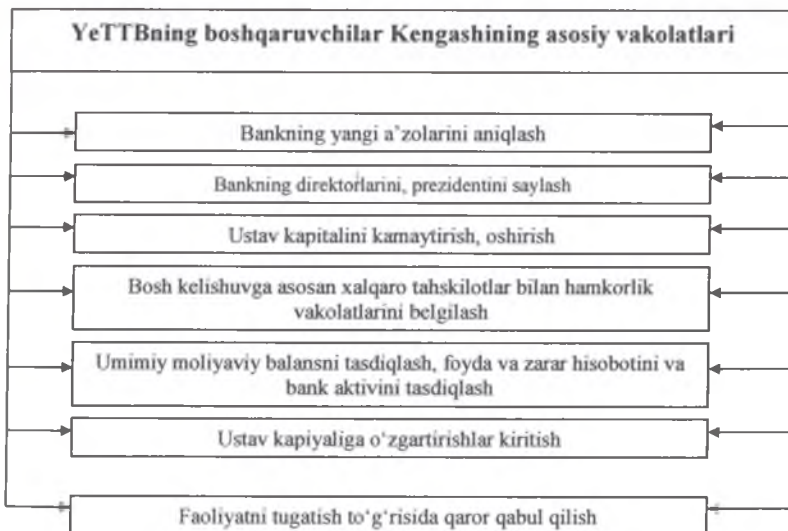 YeTTBning boshqaruvchilar Kengashining asosiy vakolatlari
Bankning yangi a'zolarini aniqlash
Bankning direktorlarini, prezidentini saylash
Ustav kapitalini kamaytirish, oshirish
Bosh kelishuvga asosan xalqaro tahskilotlar bilan hamkorlik
vakolatlarini belgilash
Umimiy moliyaviy balansni tasdiqlash, foyda va zarar hisobotini va
bank aktivini tasdiqlash
Ustav kapiyaliga o'zgartirishlar kiritish
Faoliyatni tugatish to'g'risida qaror qabul qilish